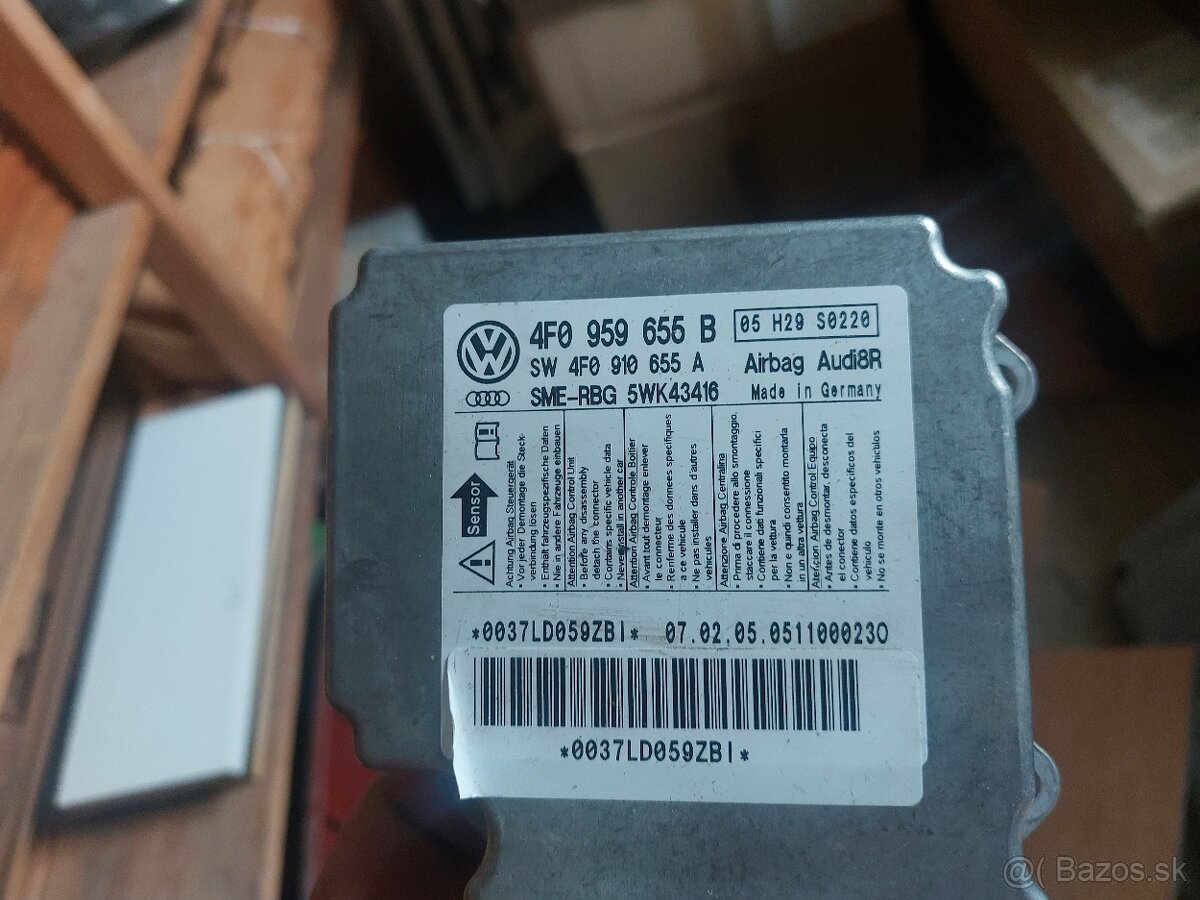 4F0 959 655 B
05 H29 S0220
SW 4F0 910 655 A
Airbag Audi8R
SME-RBG 5WK43416
Made in Germany
Sensor
Achtung Airbag Steuergerät
• Vor jeder Demontage die Steck-
verbindung lösen
• Enthält fahrzeugspezifische Daten
• Nie in andere Fahrzeuge einbauen
Attention Airbag Control Unit
• Before any disassembly
detach the connector
• Contains specific vehicle data
• Never install in another car
Attention Airbag Controle Boitier
• Avant tout demontage enlever
le connecteur
• Renferme des donnees specifiques
a ce vehicule
• Ne pas installer dans d'autres
vehicules
Attenzione Airbag Centralina
• Prima di procedere allo smontaggio.
staccare il connessione
• Contiene dati funzionali specifici
per la vettura
• Non e quindi consentito montarla
in un altra vettura
Atencion Airbag Control Equipo
• Antes de desmontar, desconecta
el conector
• Contiene datos especificos del
vehiculo
• No se monte en otros vehiculos
*0037LD059ZBI* 07.02.05.0511000230
*0037LD059ZBI*
@( Bazos.sk